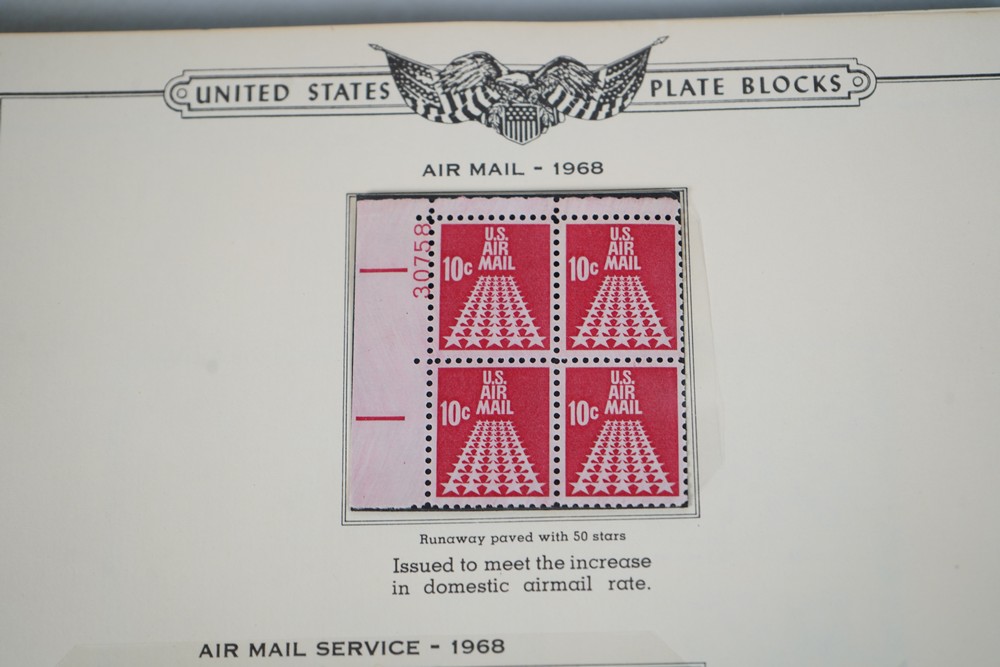 UNITED STATES PLATE BLOCKS
AIR MAIL - 1968
30758
U.S.
AIR
10c MAIL
U.S.
AIR
10c MAIL
U.S.
AIR
10c MAIL
U.S.
AIR
10c MAIL
Runaway paved with 50 stars
Issued to meet the increase
in domestic airmail rate.
AIR MAIL SERVICE - 1968